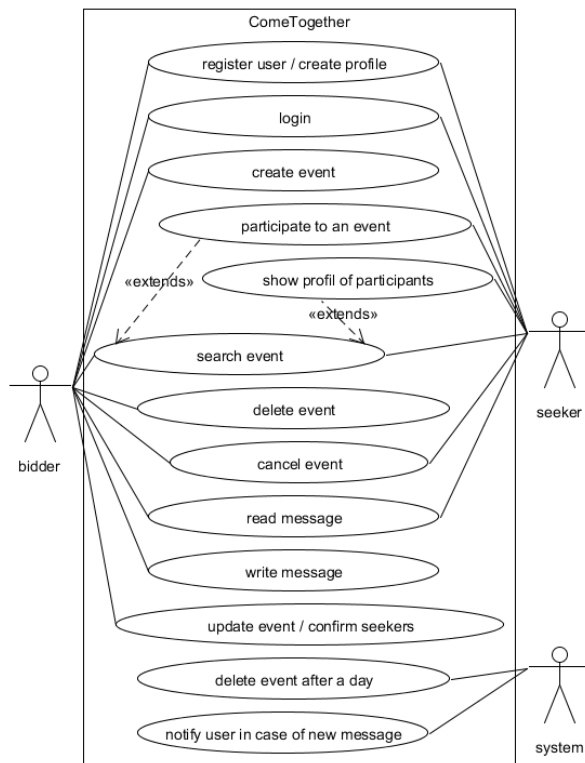 ComeTogether
register user / create profile
login
create event
participate to an event
«extends»
show profil of participants
«extends»
search event
bidder
seeker
delete event
cancel event
read message
write message
update event / confirm seekers
delete event after a day
notify user in case of new message
system